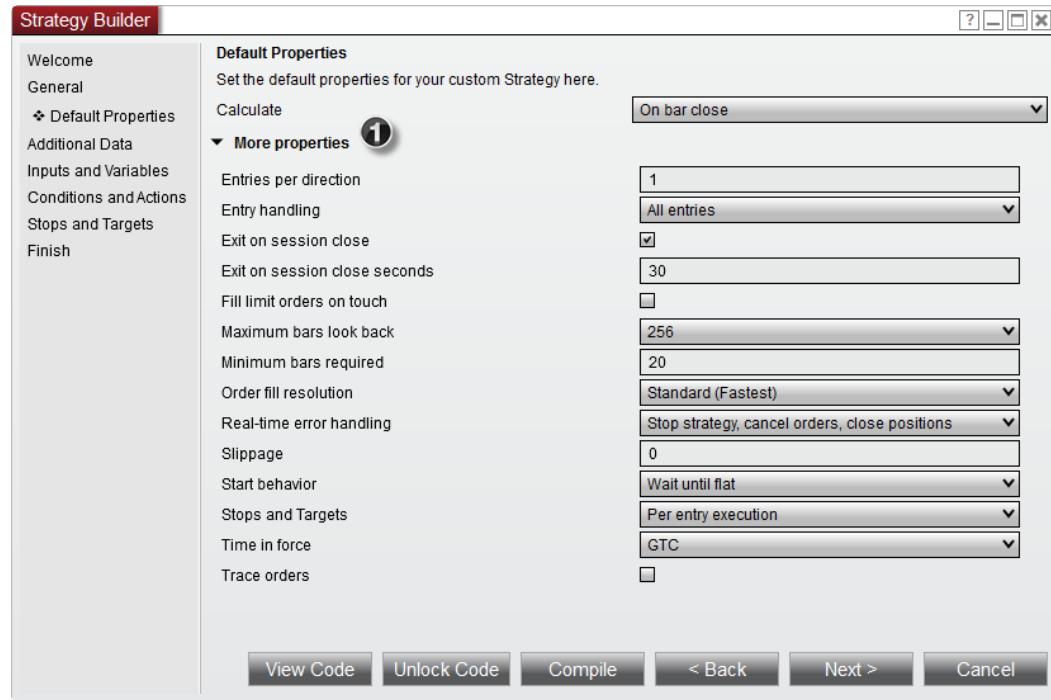 Strategy Builder
?
Welcome
General
Default Properties
Additional Data
Inputs and Variables
Conditions and Actions
Stops and Targets
Finish
Default Properties
Set the default properties for your custom Strategy here.
Calculate On bar close
More properties 1
Entries per direction 1
Entry handling All entries
Exit on session close
Exit on session close seconds 30
Fill limit orders on touch
Maximum bars look back 256
Minimum bars required 20
Order fill resolution Standard (Fastest)
Real-time error handling Stop strategy, cancel orders, close positions
Slippage 0
Start behavior Wait until flat
Stops and Targets Per entry execution
Time in force GTC
Trace orders
View Code Unlock Code Compile < Back Next > Cancel